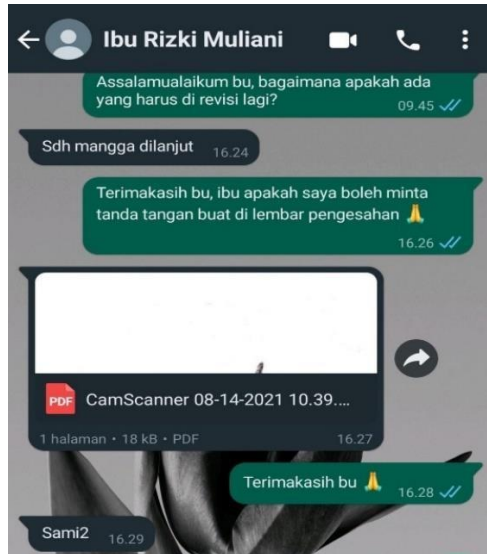 Ibu Rizki Muliani
Assalamualaikum bu, bagaimana apakah ada
yang harus di revisi lagi?
09.45
Sdh mangga dilanjut 16.24
Terimakasih bu, ibu apakah saya boleh minta
tanda tangan buat di lembar pengesahan 🙏
16.26
PDF CamScanner 08-14-2021 10.39....
1 halaman • 18 kB • PDF 16.27
Terimakasih bu 🙏 16.28
Sami2 16.29